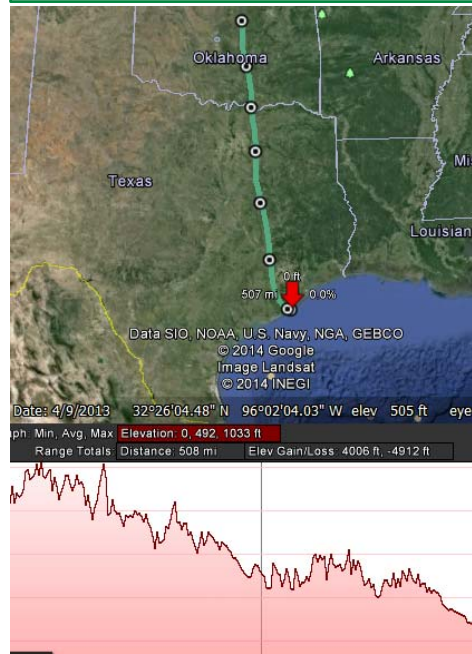 Oklahoma
Arkansas
Texas
Mi
Louisian
0 ft
507 mi 0.0%
Data SIO, NOAA, U.S. Navy, NGA, GEBCO
© 2014 Google
Image Landsat
© 2014 INEGI
Date: 4/9/2013 32°26'04.48" N 96°02'04.03" W elev 505 ft eye
aph: Min, Avg, Max Elevation: 0, 492, 1033 ft
Range Totals: Distance: 508 mi Elev Gain/Loss: 4006 ft, -4912 ft